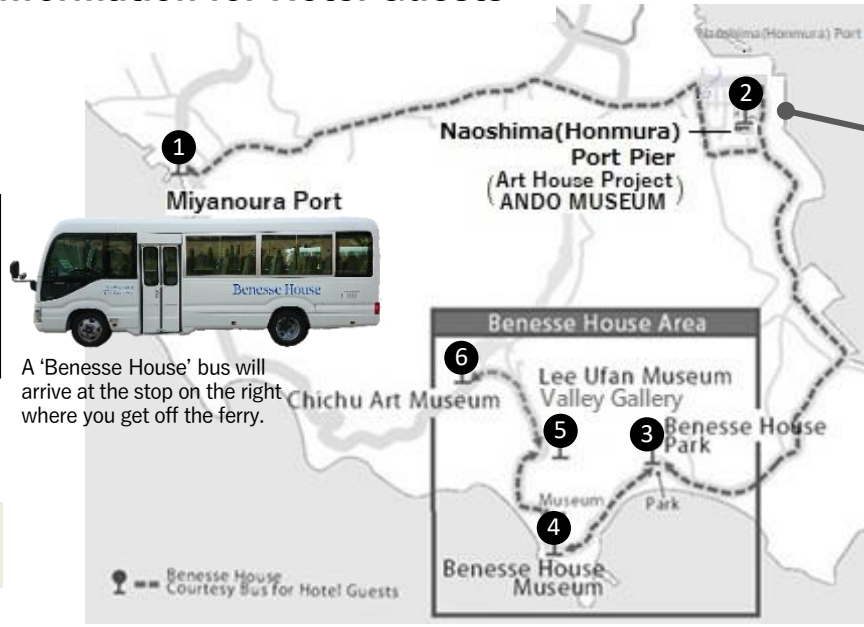 Information for Hotel Guests
Naoshima(Honmura) Port
2
1
Naoshima(Honmura)
Port Pier
(Art House Project)
ANDO MUSEUM
Miyanoura Port
Benesse House
A ‘Benesse House’ bus will
arrive at the stop on the right
where you get off the ferry.
Benesse House Area
6
Chichu Art Museum
Lee Ufan Museum
Valley Gallery
5
3
Benesse House
Park
Park
Museum
4
Benesse House
Museum
Benesse House
Courtesy Bus for Hotel Guests